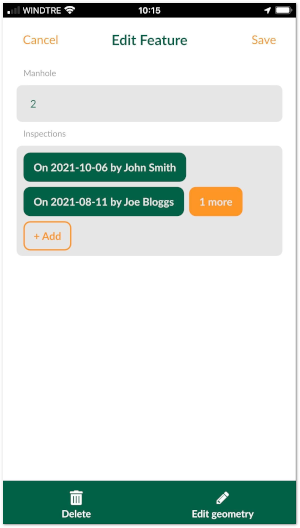 WINDTRE 10:15
Cancel Edit Feature Save
Manhole
2
Inspections
On 2021-10-06 by John Smith
On 2021-08-11 by Joe Bloggs 1 more
+ Add
Delete Edit geometry